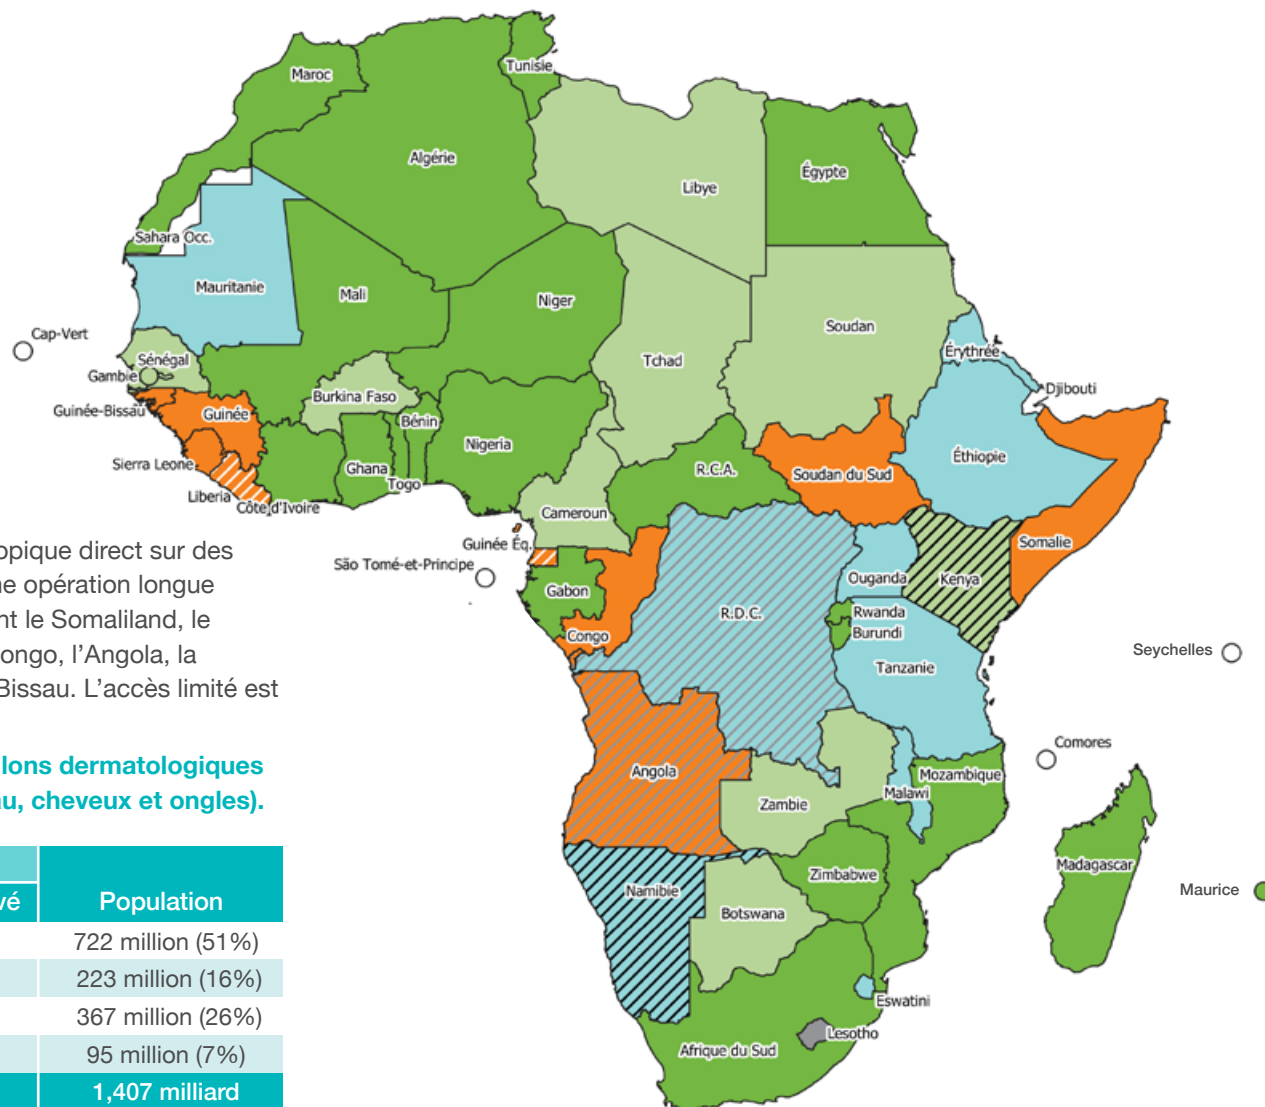 Maroc
Tunisie
Algérie
Libye
Égypte
Sahara Occ.
Mauritanie
Mali
Niger
Soudan
Cap-Vert
Sénégal
Tchad
Érythrée
Gambie
Djibouti
Burkina Faso
Guinée-Bissau
Guinée
Bénin
Nigeria
Éthiopie
Sierra Leone
Ghana
R.C.A.
Soudan du Sud
Togo
Liberia
Côte d'Ivoire
Cameroun
Guinée Éq.
Somalie
São Tomé-et-Principe
Gabon
Ouganda
Kenya
R.D.C.
Rwanda
Congo
Burundi
Seychelles
Tanzanie
Comores
Angola
Mozambique
Malawi
Zambie
Madagascar
Zimbabwe
Maurice
Namibie
Botswana
Eswatini
Lesotho
Afrique du Sud
opique direct sur des
ne opération longue
nt le Somaliland, le
ongo, l'Angola, la
Bissau. L'accès limité est
lons dermatologiques
au, cheveux et ongles).
vé Population
722 million (51%)
223 million (16%)
367 million (26%)
95 million (7%)
1,407 milliard